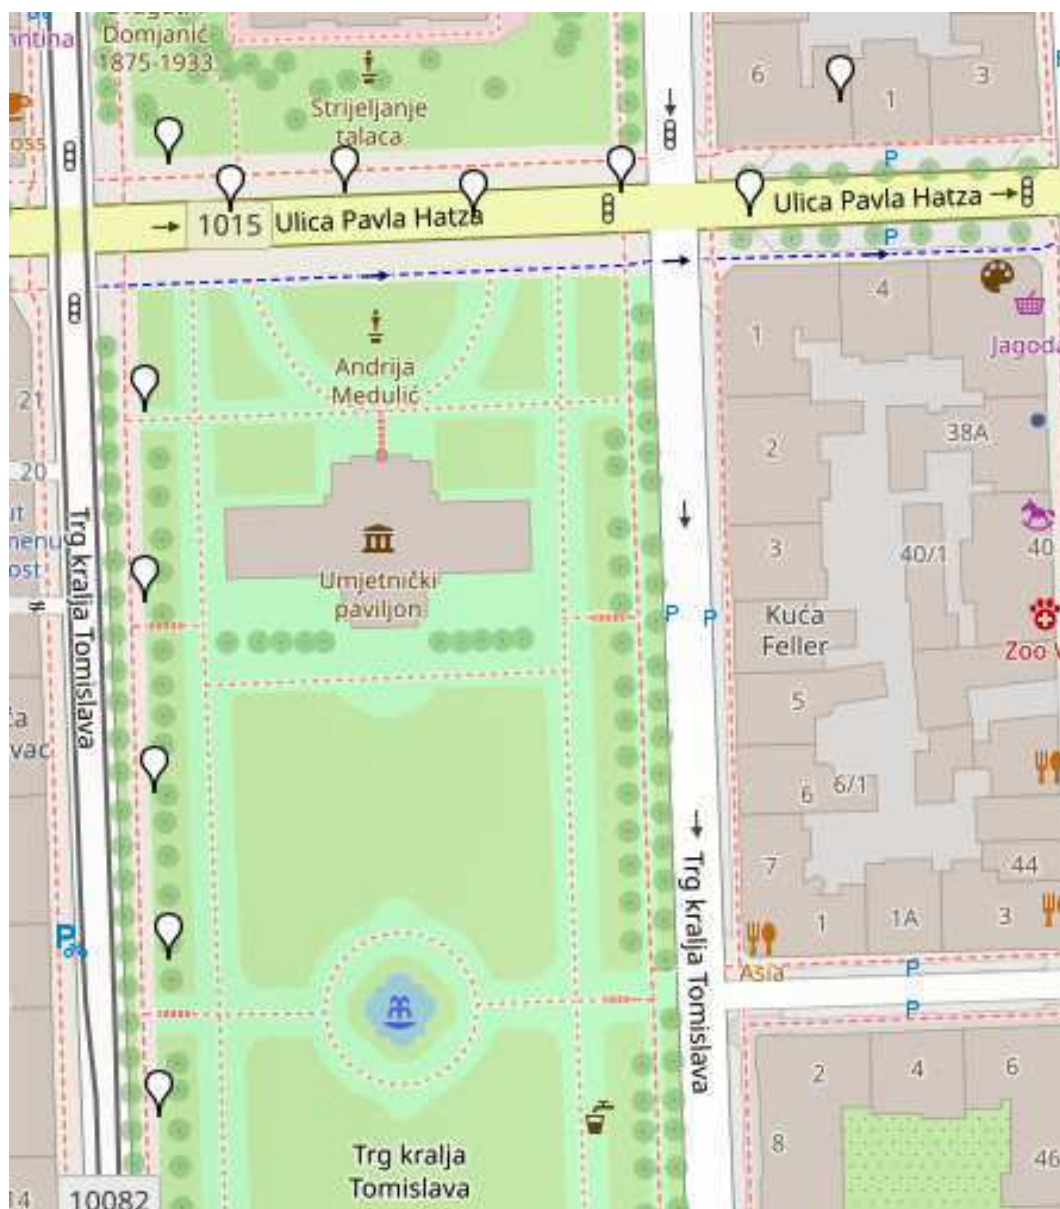 Domjanić
1875-1933
Strijeljanje
talaca
6
1
3
P
1015
Ulica Pavla Hatza
Ulica Pavla Hatza
P
4
1
Jagoda
Andrija
Medulić
21
2
38A
20
3
40/1
40
Umjetnički
paviljon
P
P
Kuća
Feller
Zoo V
Trg kralja Tomislava
5
6
6/1
7
44
1
1A
3
Asia
P
P
P
Trg kralja Tomislava
2
4
6
8
46
Trg kralja
Tomislava
14
10082